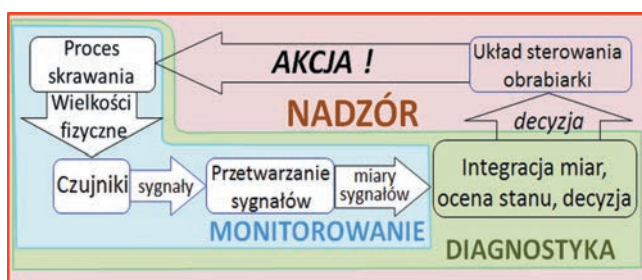 Proces
skrawania
AKCJA !
Układ sterowania
obrabiarki
Wielkości
fizyczne
NADZÓR
decyzja
Czujniki
sygnały
Przetwarzanie
sygnałów
miary
sygnałów
Integracja miar,
ocena stanu, decyzja
MONITOROWANIE
DIAGNOSTYKA